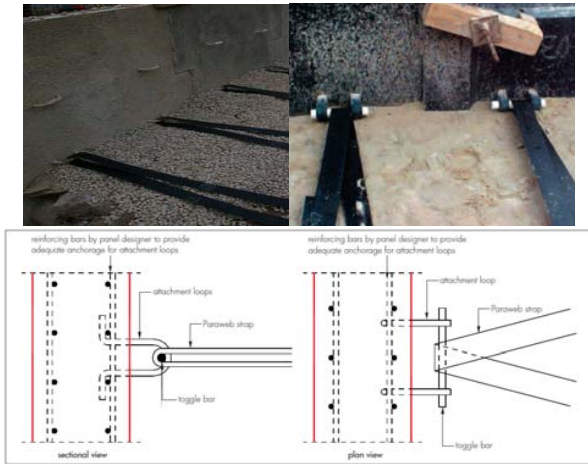 reinforcing bars by panel designer to provide
adequate anchorage for attachment loops
attachment loops
Paraweb strap
toggle bar
sectional view
reinforcing bars by panel designer to provide
adequate anchorage for attachment loops
attachment loop
Paraweb strap
toggle bar
plan view